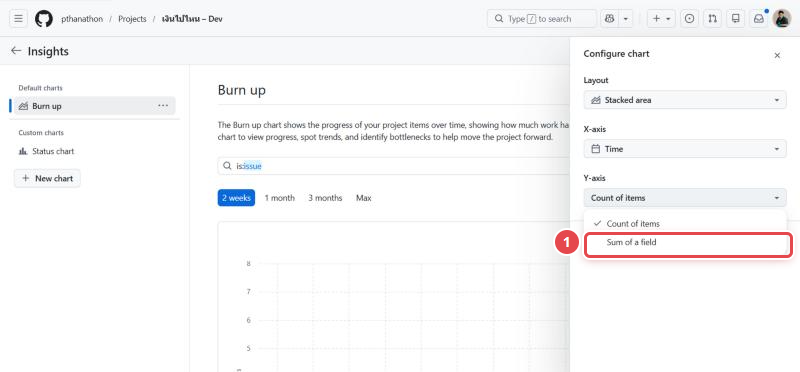 pthanathon / Projects / เงินไปไหน – Dev
Type / to search
Insights
Default charts
Burn up
Custom charts
Status chart
+ New chart
Burn up
The Burn up chart shows the progress of your project items over time, showing how much work ha
chart to view progress, spot trends, and identify bottlenecks to help move the project forward.
is:issue
2 weeks 1 month 3 months Max
8
7
6
5
Configure chart
Layout
Stacked area
X-axis
Time
Y-axis
Count of items
Count of items
1
Sum of a field